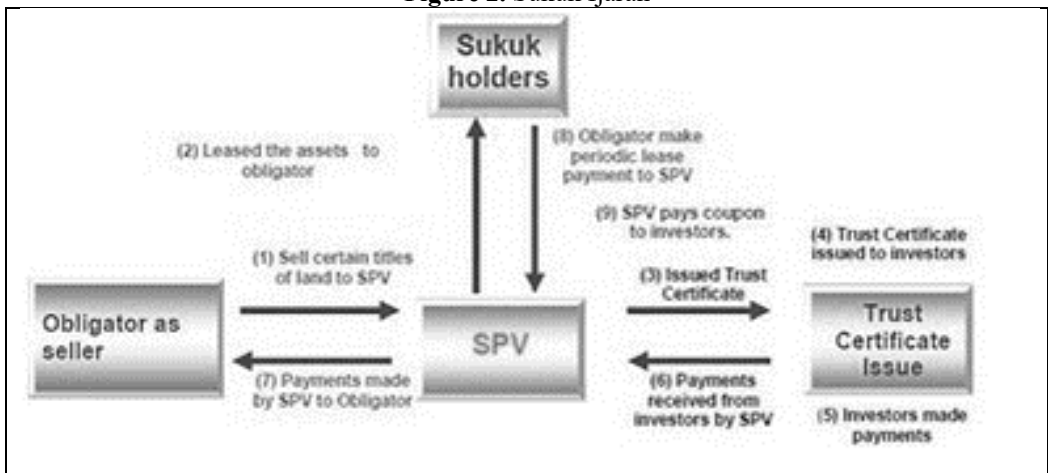 Sukuk
holders
(2) Leased the assets to
obligator
(8) Obligator make
periodic lease
payment to SPV
(9) SPV pays coupon
to investors.
(4) Trust Certificate
issued to investors
(1) Sell certain titles
of land to SPV
(3) Issued Trust
Certificate
Obligator as
seller
SPV
Trust
Certificate
Issue
(7) Payments made
by SPV to Obligator
(6) Payments
received from
investors by SPV
(5) Investors made
payments